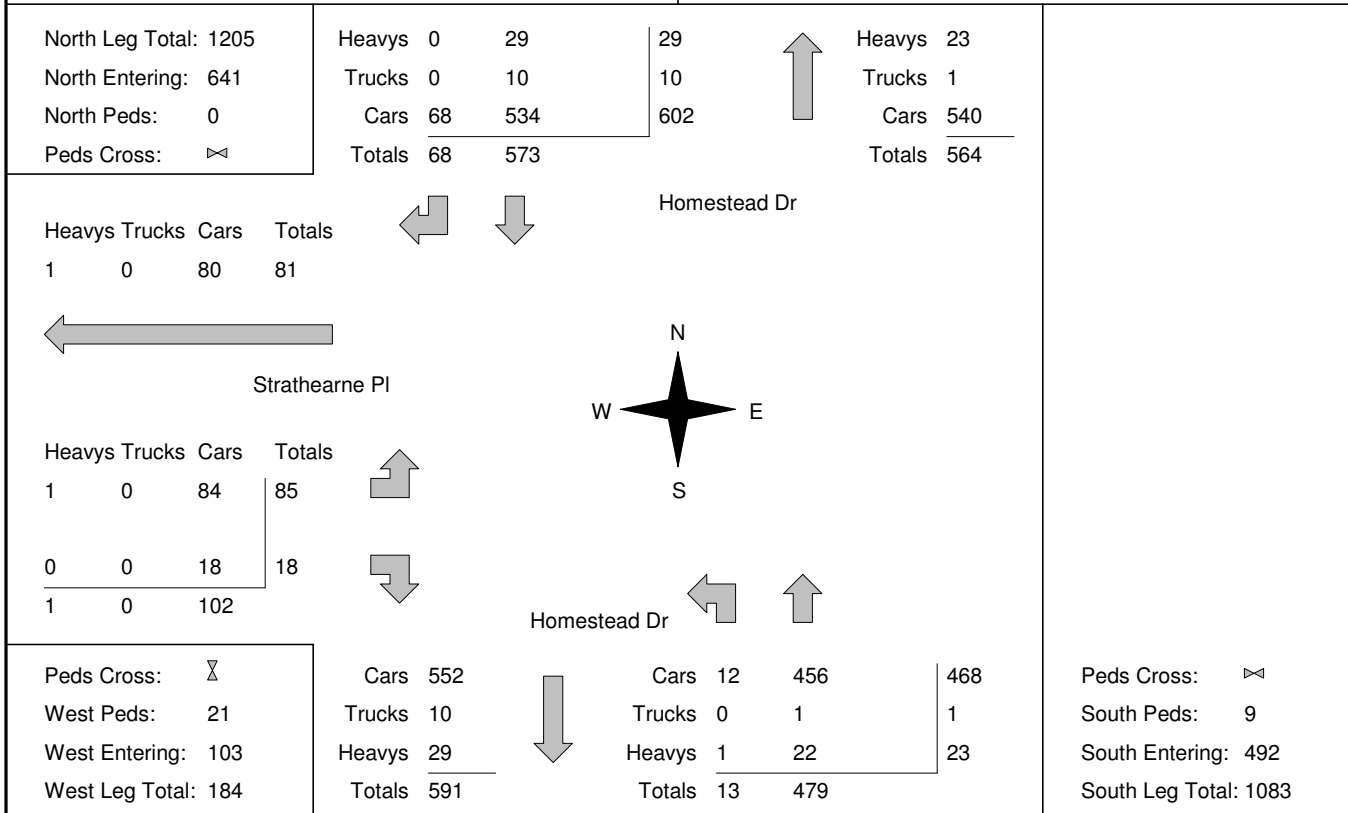 North Leg Total: 1205
North Entering: 641
North Peds: 0
Peds Cross:
Heavys 0 29 29
Trucks 0 10 10
Cars 68 534 602
Totals 68 573
Heavys 23
Trucks 1
Cars 540
Totals 564
Homestead Dr
Heavys Trucks Cars Totals
1 0 80 81
Strathearne Pl
N
W E
S
Heavys Trucks Cars Totals
1 0 84 85
0 0 18 18
1 0 102
Homestead Dr
Peds Cross:
West Peds: 21
West Entering: 103
West Leg Total: 184
Cars 552
Trucks 10
Heavys 29
Totals 591
Cars 12 456 468
Trucks 0 1 1
Heavys 1 22 23
Totals 13 479
Peds Cross:
South Peds: 9
South Entering: 492
South Leg Total: 1083